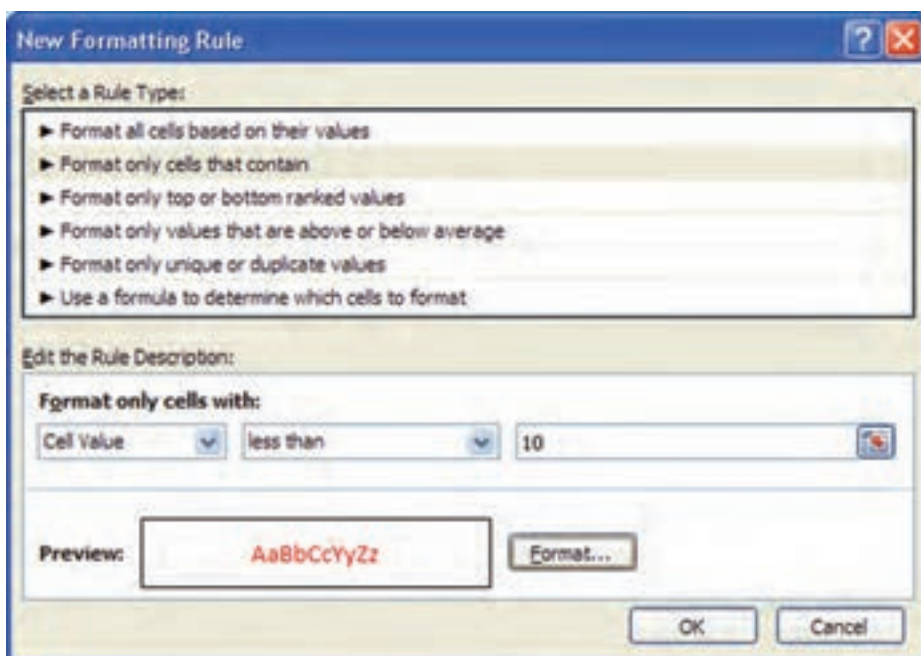 New Formatting Rule
Select a Rule Type:
► Format all cells based on their values
► Format only cells that contain
► Format only top or bottom ranked values
► Format only values that are above or below average
► Format only unique or duplicate values
► Use a formula to determine which cells to format
Edit the Rule Description:
Format only cells with:
Cell Value less than 10
Preview: AaBbCcYyZz Format...
OK Cancel